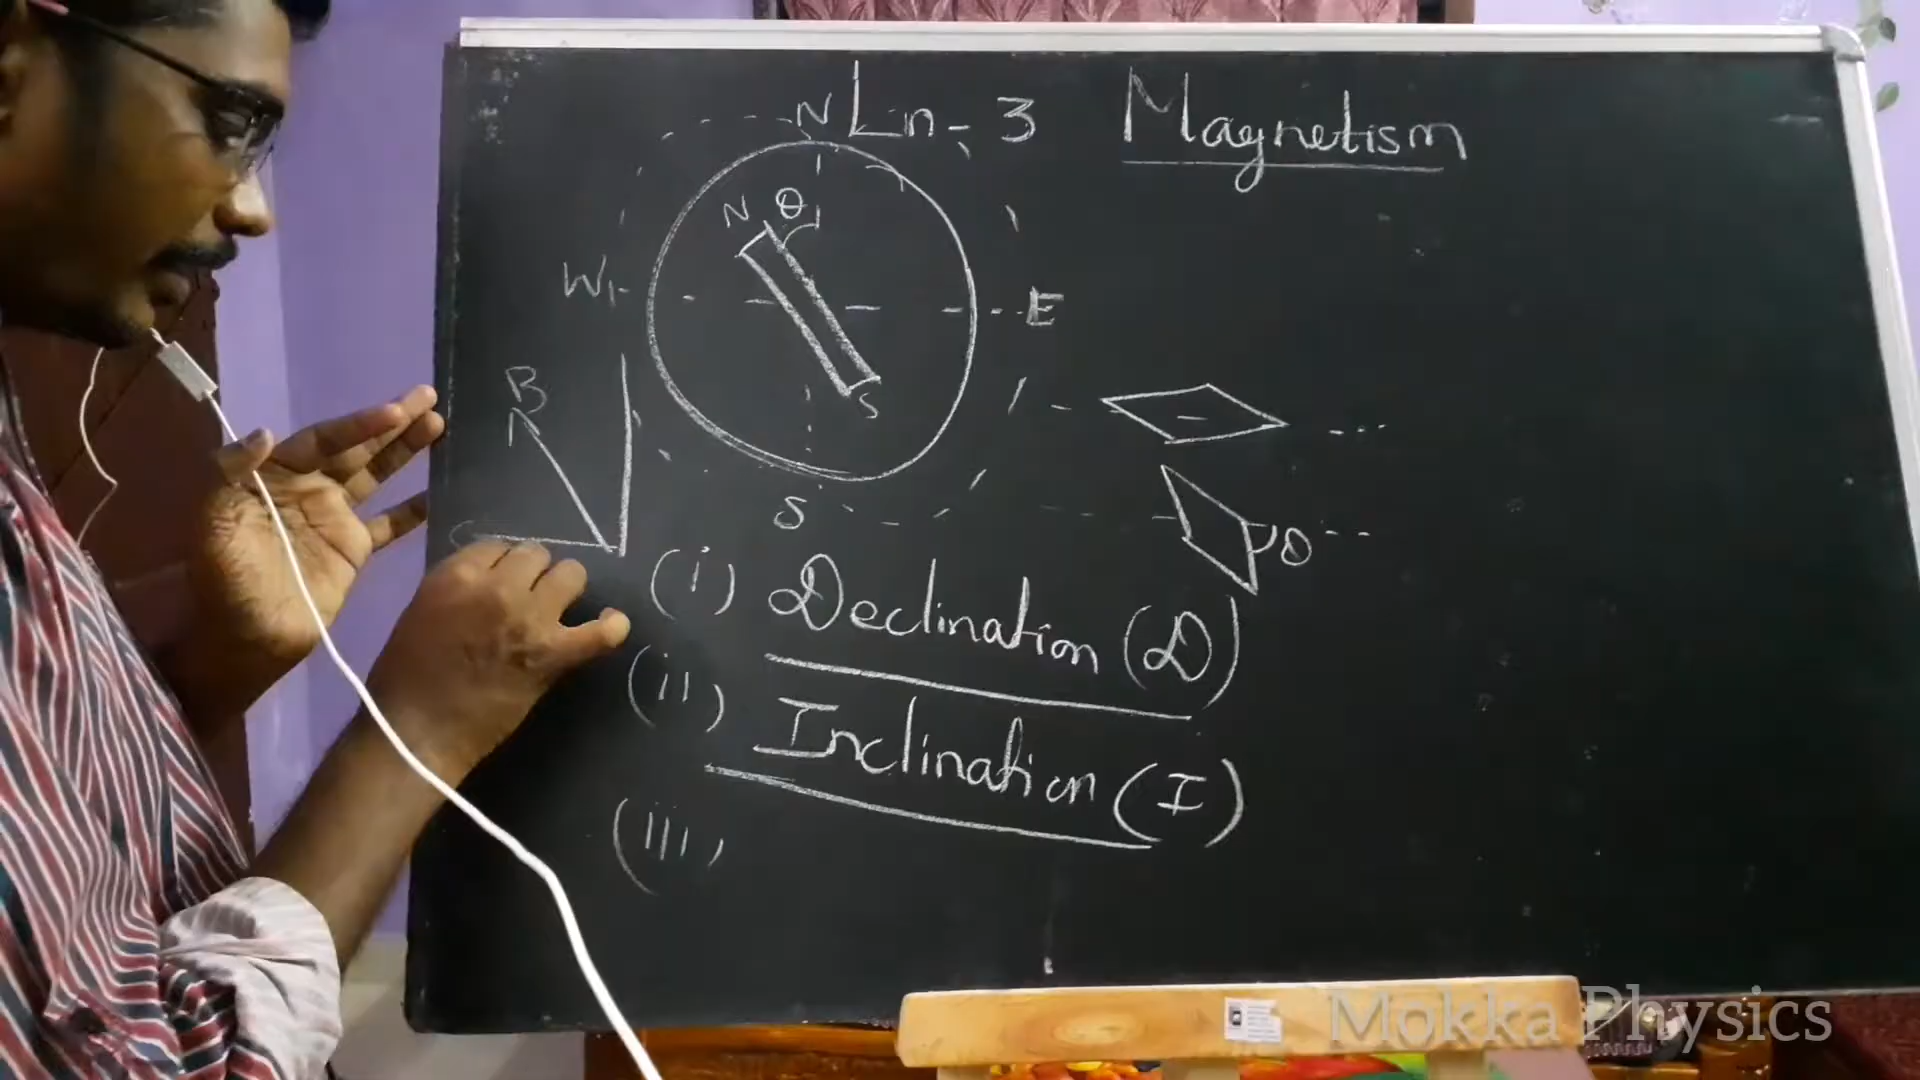 Ln - 3 Magnetism
N
N θ
W E
S
S
B
θ
(i) Declination (D)
(ii) Inclination (I)
(iii)
Mokka Physics